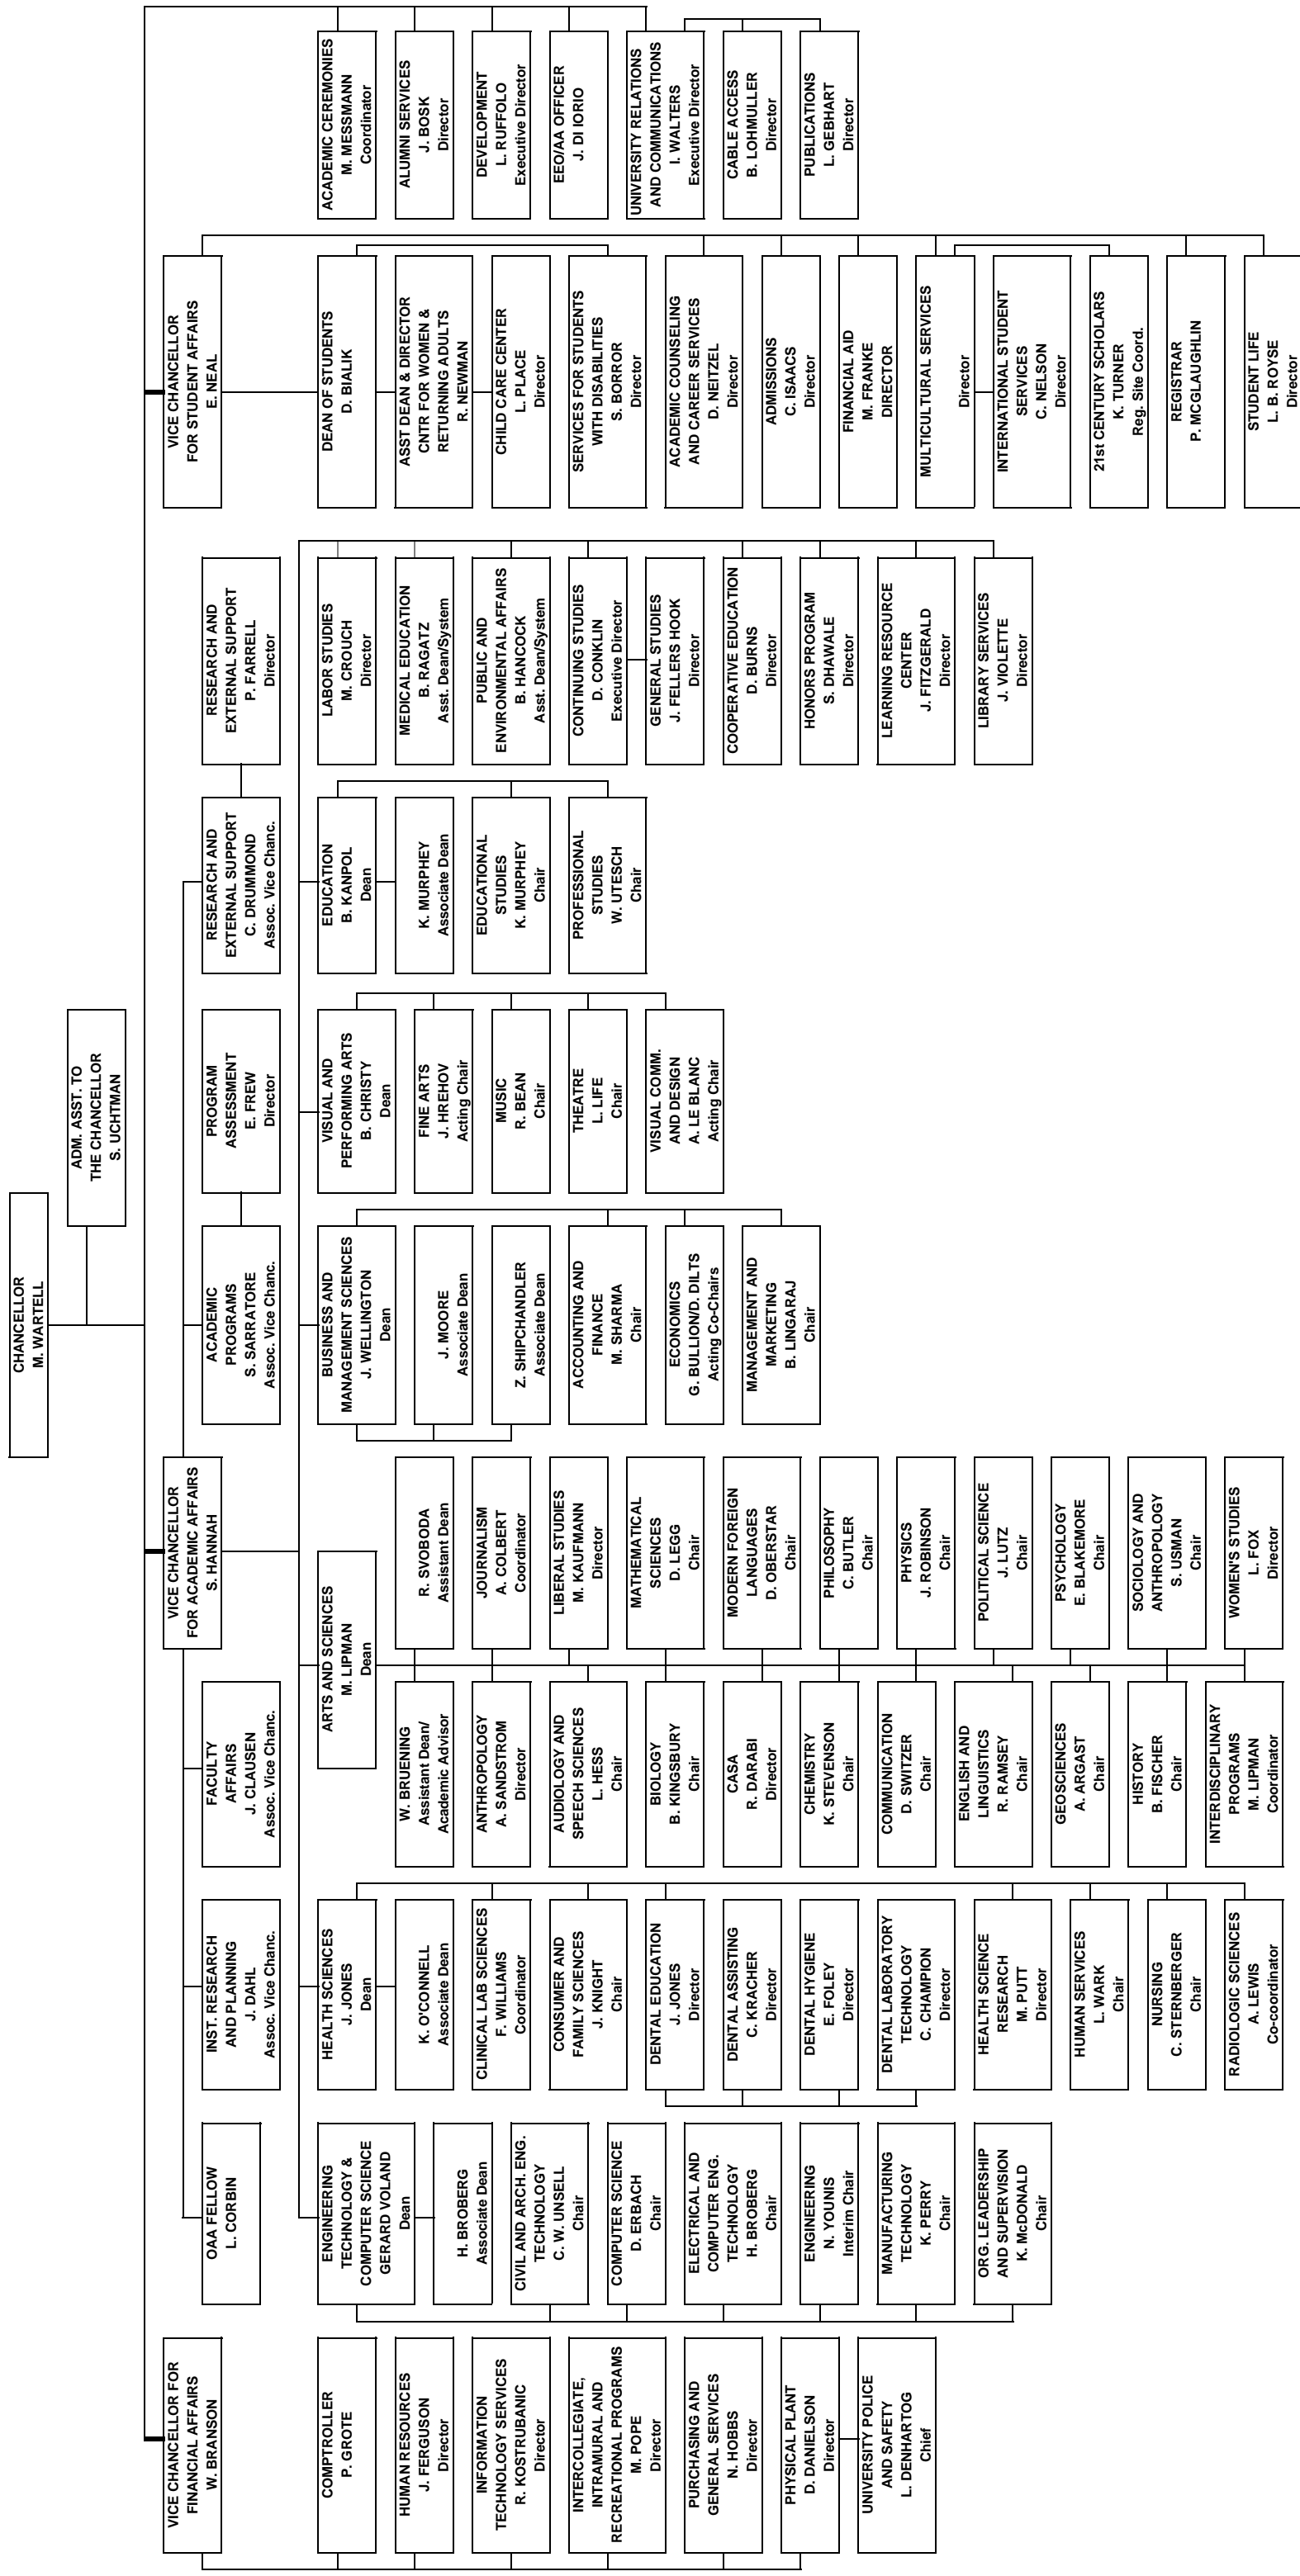 CHANCELLOR
M. WARTELL
ADM. ASST. TO
THE CHANCELLOR
S. UCHTMAN
VICE CHANCELLOR FOR
FINANCIAL AFFAIRS
W. BRANSON
COMPTROLLER
P. GROTE
HUMAN RESOURCES
J. FERGUSON
Director
INFORMATION
TECHNOLOGY SERVICES
R. KOSTRUBANIC
Director
INTERCOLLEGIATE,
INTRAMURAL AND
RECREATIONAL PROGRAMS
M. POPE
Director
PURCHASING AND
GENERAL SERVICES
N. HOBBS
Director
PHYSICAL PLANT
D. DANIELSON
Director
UNIVERSITY POLICE
AND SAFETY
L. DENHARTOG
Chief
VICE CHANCELLOR
FOR ACADEMIC AFFAIRS
S. HANNAH
OAA FELLOW
L. CORBIN
INST. RESEARCH
AND PLANNING
J. DAHL
Assoc. Vice Chanc.
FACULTY
AFFAIRS
J. CLAUSEN
Assoc. Vice Chanc.
ACADEMIC
PROGRAMS
S. SARRATORE
Assoc. Vice Chanc.
PROGRAM
ASSESSMENT
E. FREW
Director
RESEARCH AND
EXTERNAL SUPPORT
C. DRUMMOND
Assoc. Vice Chanc.
RESEARCH AND
EXTERNAL SUPPORT
P. FARRELL
Director
ENGINEERING
TECHNOLOGY &
COMPUTER SCIENCE
GERARD VOLAND
Dean
H. BROBERG
Associate Dean
CIVIL AND ARCH. ENG.
TECHNOLOGY
C. W. UNSELL
Chair
COMPUTER SCIENCE
D. ERBACH
Chair
ELECTRICAL AND
COMPUTER ENG.
TECHNOLOGY
H. BROBERG
Chair
ENGINEERING
N. YOUNIS
Interim Chair
MANUFACTURING
TECHNOLOGY
K. PERRY
Chair
ORG. LEADERSHIP
AND SUPERVISION
K. McDONALD
Chair
HEALTH SCIENCES
J. JONES
Dean
K. O'CONNELL
Associate Dean
CLINICAL LAB SCIENCES
F. WILLIAMS
Coordinator
CONSUMER AND
FAMILY SCIENCES
J. KNIGHT
Chair
DENTAL EDUCATION
J. JONES
Director
DENTAL ASSISTING
C. KRACHER
Director
DENTAL HYGIENE
E. FOLEY
Director
DENTAL LABORATORY
TECHNOLOGY
C. CHAMPION
Director
HEALTH SCIENCE
RESEARCH
M. PUTT
Director
HUMAN SERVICES
L. WARK
Chair
NURSING
C. STERNBERGER
Chair
RADIOLOGIC SCIENCES
A. LEWIS
Co-coordinator
ARTS AND SCIENCES
M. LIPMAN
Dean
W. BRUENING
Assistant Dean/
Academic Advisor
ANTHROPOLOGY
A. SANDSTROM
Director
AUDIOLOGY AND
SPEECH SCIENCES
L. HESS
Chair
BIOLOGY
B. KINGSBURY
Chair
CASA
R. DARABI
Director
CHEMISTRY
K. STEVENSON
Chair
COMMUNICATION
D. SWITZER
Chair
ENGLISH AND
LINGUISTICS
R. RAMSEY
Chair
GEOSCIENCES
A. ARGAST
Chair
HISTORY
B. FISCHER
Chair
INTERDISCIPLINARY
PROGRAMS
M. LIPMAN
Coordinator
R. SVOBODA
Assistant Dean
JOURNALISM
A. COLBERT
Coordinator
LIBERAL STUDIES
M. KAUFMANN
Director
MATHEMATICAL
SCIENCES
D. LEGG
Chair
MODERN FOREIGN
LANGUAGES
D. OBERSTAR
Chair
PHILOSOPHY
C. BUTLER
Chair
PHYSICS
J. ROBINSON
Chair
POLITICAL SCIENCE
J. LUTZ
Chair
PSYCHOLOGY
E. BLAKEMORE
Chair
SOCIOLOGY AND
ANTHROPOLOGY
S. USMAN
Chair
WOMEN'S STUDIES
L. FOX
Director
BUSINESS AND
MANAGEMENT SCIENCES
J. WELLINGTON
Dean
J. MOORE
Associate Dean
Z. SHIPCHANDLER
Associate Dean
ACCOUNTING AND
FINANCE
M. SHARMA
Chair
ECONOMICS
G. BULLION/D. DILTS
Acting Co-Chairs
MANAGEMENT AND
MARKETING
B. LINGARAJ
Chair
VISUAL AND
PERFORMING ARTS
B. CHRISTY
Dean
FINE ARTS
J. HREHOV
Acting Chair
MUSIC
R. BEAN
Chair
THEATRE
L. LIFE
Chair
VISUAL COMM.
AND DESIGN
A. LE BLANC
Acting Chair
EDUCATION
B. KANPOL
Dean
K. MURPHEY
Associate Dean
EDUCATIONAL
STUDIES
K. MURPHEY
Chair
PROFESSIONAL
STUDIES
W. UTESCH
Chair
LABOR STUDIES
M. CROUCH
Director
MEDICAL EDUCATION
B. RAGATZ
Asst. Dean/System
PUBLIC AND
ENVIRONMENTAL AFFAIRS
B. HANCOCK
Asst. Dean/System
CONTINUING STUDIES
D. CONKLIN
Executive Director
GENERAL STUDIES
J. FELLERS HOOK
Director
COOPERATIVE EDUCATION
D. BURNS
Director
HONORS PROGRAM
S. DHAWALE
Director
LEARNING RESOURCE
CENTER
J. FITZGERALD
Director
LIBRARY SERVICES
J. VIOLETTE
Director
VICE CHANCELLOR
FOR STUDENT AFFAIRS
E. NEAL
DEAN OF STUDENTS
D. BIALIK
ASST DEAN & DIRECTOR
CNTR FOR WOMEN &
RETURNING ADULTS
R. NEWMAN
CHILD CARE CENTER
L. PLACE
Director
SERVICES FOR STUDENTS
WITH DISABILITIES
S. BORROR
Director
ACADEMIC COUNSELING
AND CAREER SERVICES
D. NEITZEL
Director
ADMISSIONS
C. ISAACS
Director
FINANCIAL AID
M. FRANKE
DIRECTOR
MULTICULTURAL SERVICES
Director
INTERNATIONAL STUDENT
SERVICES
C. NELSON
Director
21st CENTURY SCHOLARS
K. TURNER
Reg. Site Coord.
REGISTRAR
P. MCGLAUGHLIN
STUDENT LIFE
L. B. ROYSE
Director
ACADEMIC CEREMONIES
M. MESSMANN
Coordinator
ALUMNI SERVICES
J. BOSK
Director
DEVELOPMENT
L. RUFFOLO
Executive Director
EEO/AA OFFICER
J. DI IORIO
UNIVERSITY RELATIONS
AND COMMUNICATIONS
I. WALTERS
Executive Director
CABLE ACCESS
B. LOHMULLER
Director
PUBLICATIONS
L. GEBHART
Director